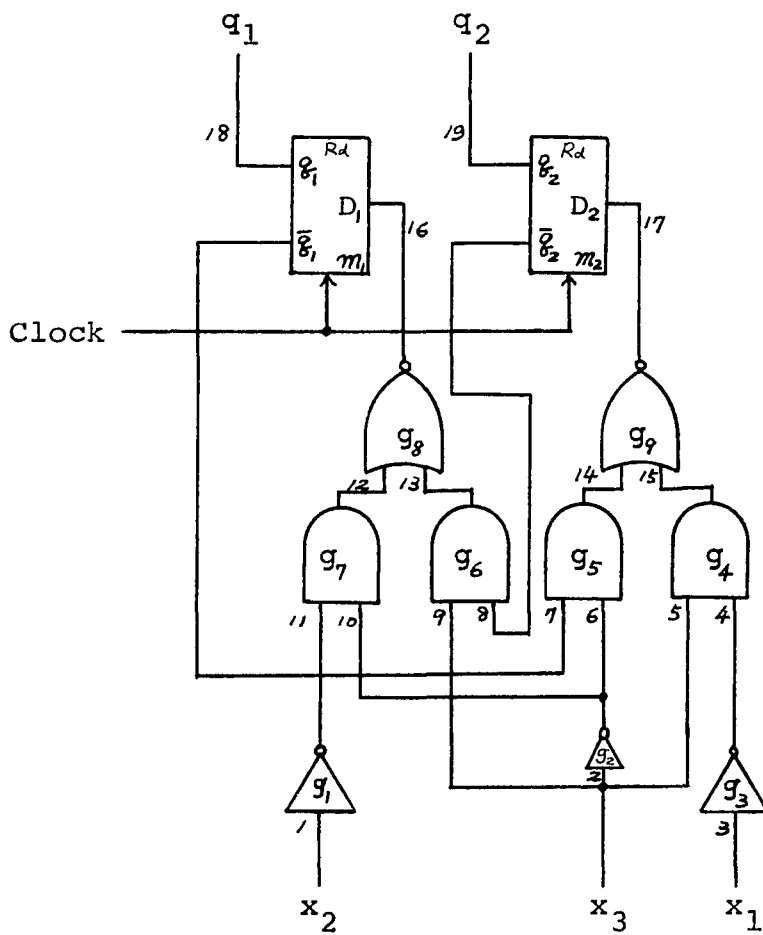 q₁ q₂
18 19
Rd Rd
q₁ q₂
D₁ D₂
16 17
q̄₁ q̄₂
m₁ m₂
Clock
g₈ g₉
12 13 14 15
g₇ g₆ g₅ g₄
11 10 9 8 7 6 5 4
g₂
g₁ 2 g₃
1 3
x₂ x₃ x₁